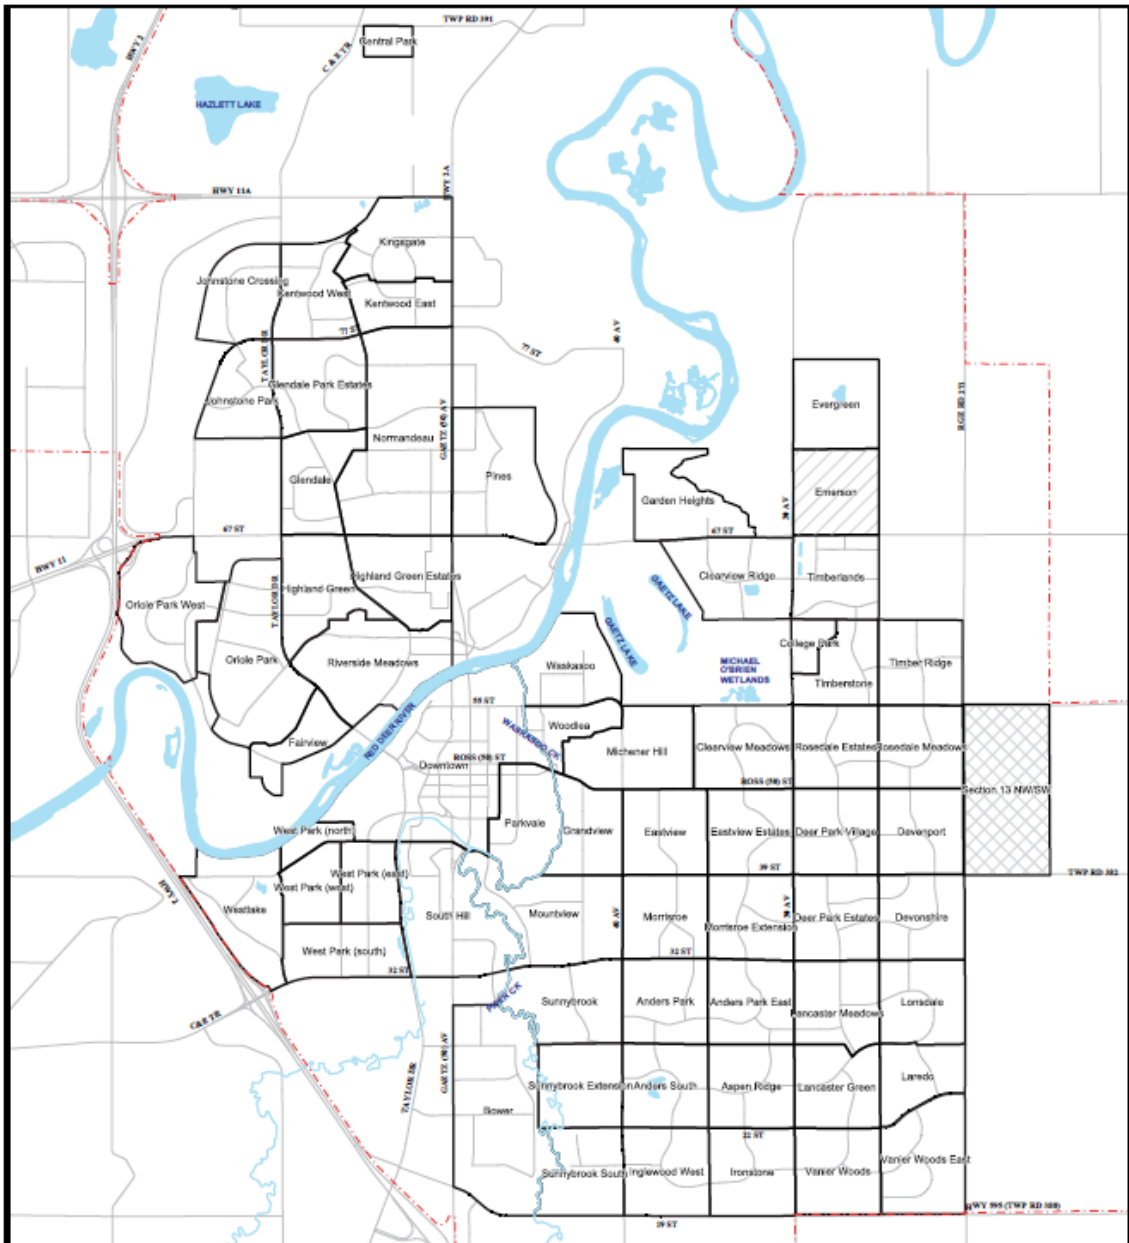 TWP RD 391
HWY 2
C & E TR
Central Park
HAZLETT LAKE
HWY 11A
HWY 2A
Kingsgate
Johnstone Crossing
Kentwood West
Kentwood East
77 ST
TAYLOR DR
77 ST
40 AV
Glendale Park Estates
Johnstone Park
GAETZ (50) AV
RGE RD 271
Evergreen
Normandeau
Pines
Glendale
Garden Heights
Emerson
30 AV
67 ST
67 ST
HWY 11
Highland Green Estates
Clearview Ridge
Timberlands
Highland Green
TAYLOR DR
GAETZ LAKE
Oriole Park West
GAETZ LAKE
College Park
Oriole Park
Riverside Meadows
Waskasoo
MICHAEL
O'BRIEN
WETLANDS
Timber Ridge
Timberstone
55 ST
RED DEER RIVER
WASKASOO CK
Woodlea
Fairview
Michener Hill
Clearview Meadows
Rosedale Estates
Rosedale Meadows
ROSS (50) ST
Downtown
ROSS (50) ST
Section 13 NW/SW
Parkvale
West Park (north)
Grandview
Eastview
Eastview Estates
Deer Park Village
Devenport
39 ST
TWP RD 382
West Park (east)
West Park (west)
HWY 2
Westlake
South Hill
Mountview
40 AV
Morrisroe
Morrisroe Extension
30 AV
Deer Park Estates
Devonshire
West Park (south)
32 ST
32 ST
PIPER CK
Sunnybrook
Anders Park
Anders Park East
Lancaster Meadows
Lonsdale
C&E TR
GAETZ (50) AV
TAYLOR DR
Sunnybrook Extension
Anders South
Aspen Ridge
Lancaster Green
Laredo
Bower
22 ST
Sunnybrook South
Inglewood West
Ironstone
Vanier Woods
Vanier Woods East
HWY 595 (TWP RD 380)
19 ST